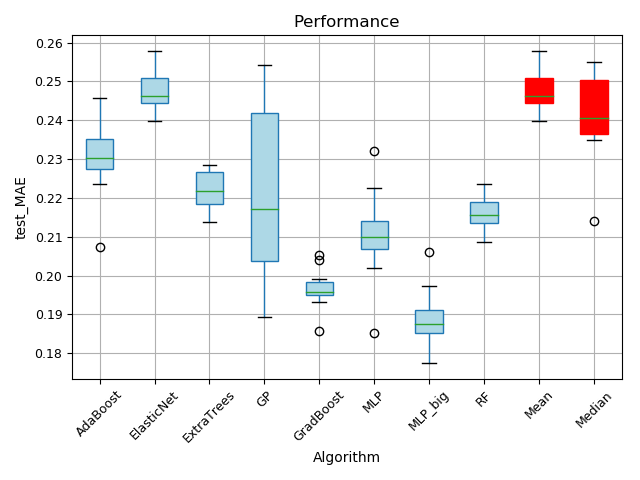 Performance
0.26
0.25
0.24
0.23
0.22
0.21
0.20
0.19
0.18
test_MAE
AdaBoost
ElasticNet
ExtraTrees
GP
GradBoost
MLP
MLP_big
RF
Mean
Median
Algorithm